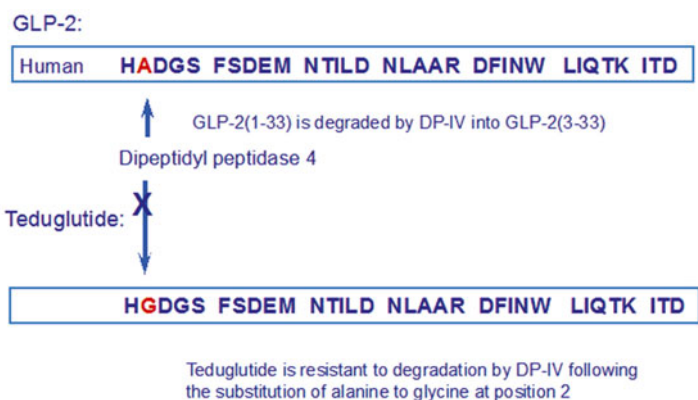 GLP-2:
Human HADGS FSDEM NTILD NLAAR DFINW LIQTK ITD
GLP-2(1-33) is degraded by DP-IV into GLP-2(3-33)
Dipeptidyl peptidase 4
X
Teduglutide:
HGDGS FSDEM NTILD NLAAR DFINW LIQTK ITD
Teduglutide is resistant to degradation by DP-IV following
the substitution of alanine to glycine at position 2